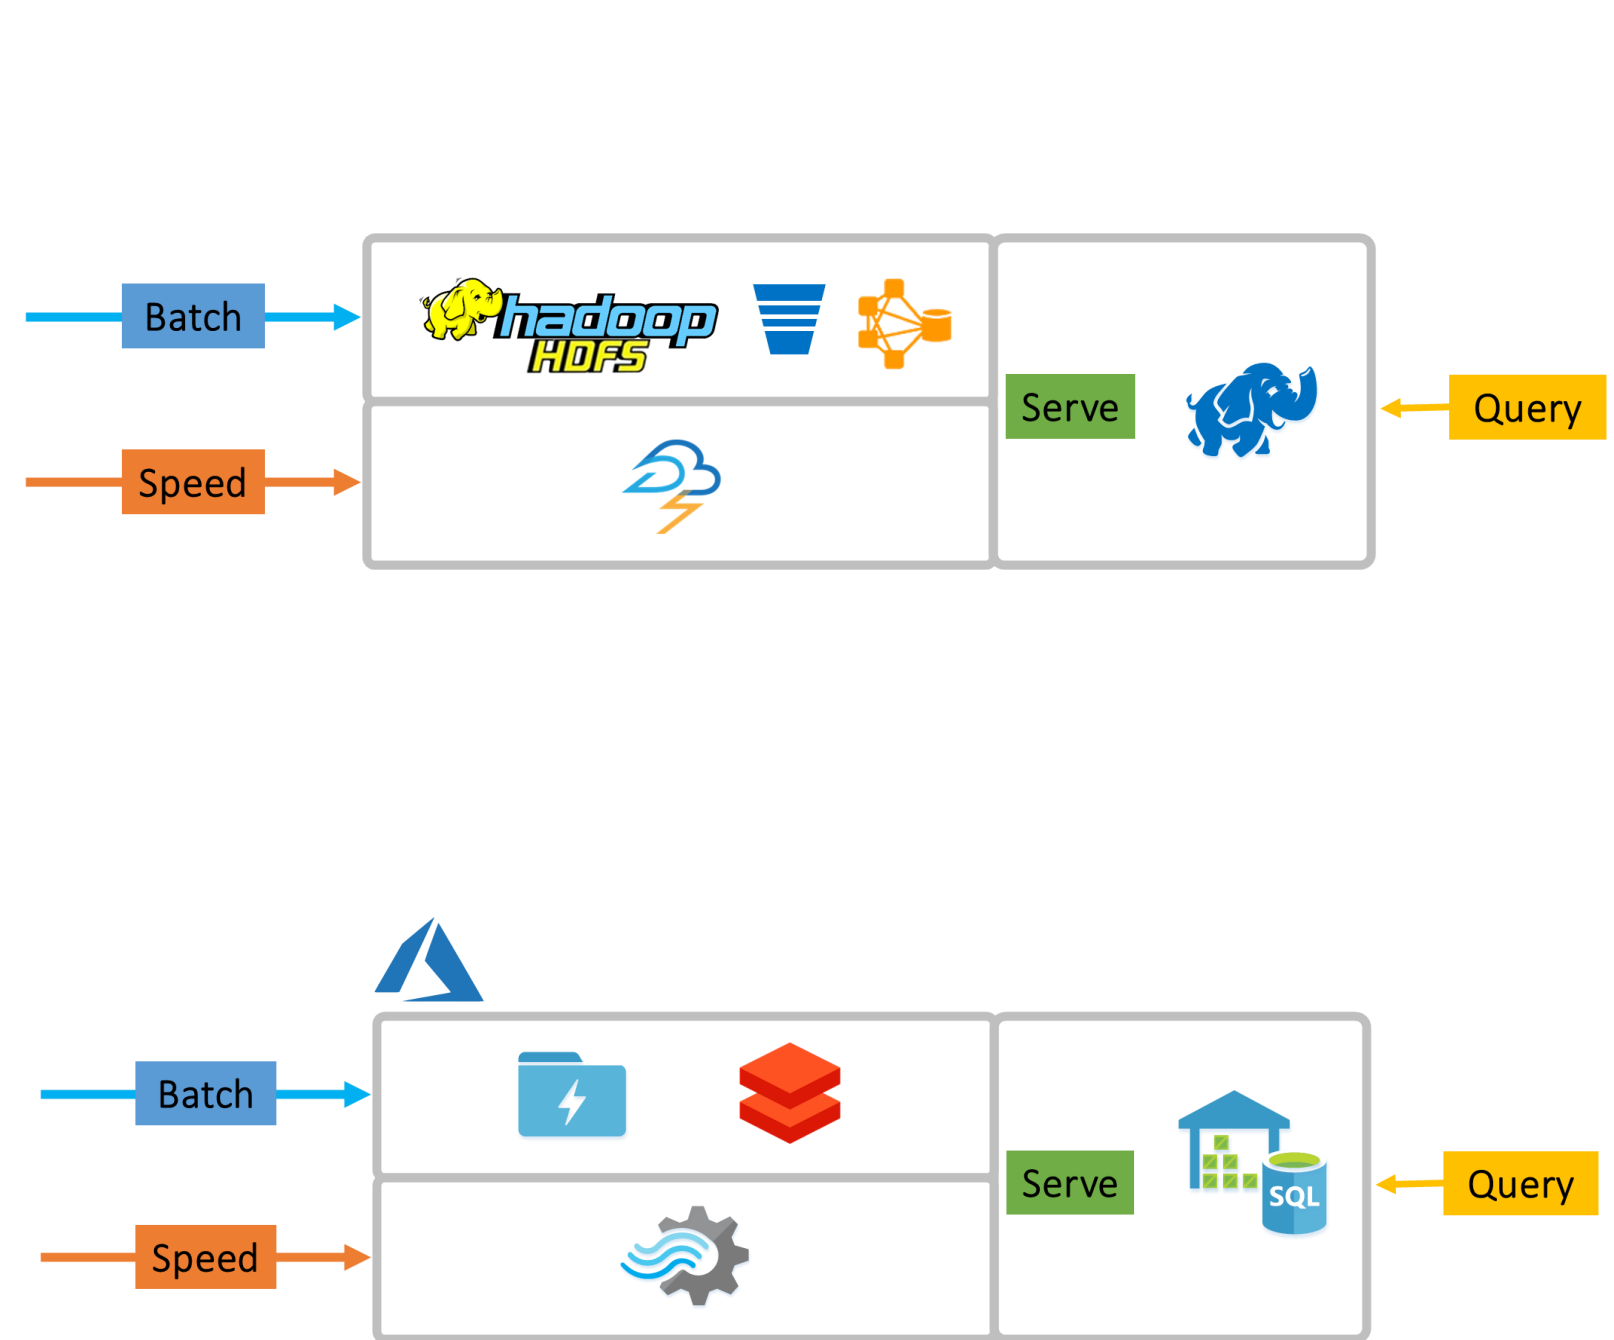 Batch
hadoop
HDFS
Serve
Query
Speed
Batch
Serve
SQL
Query
Speed